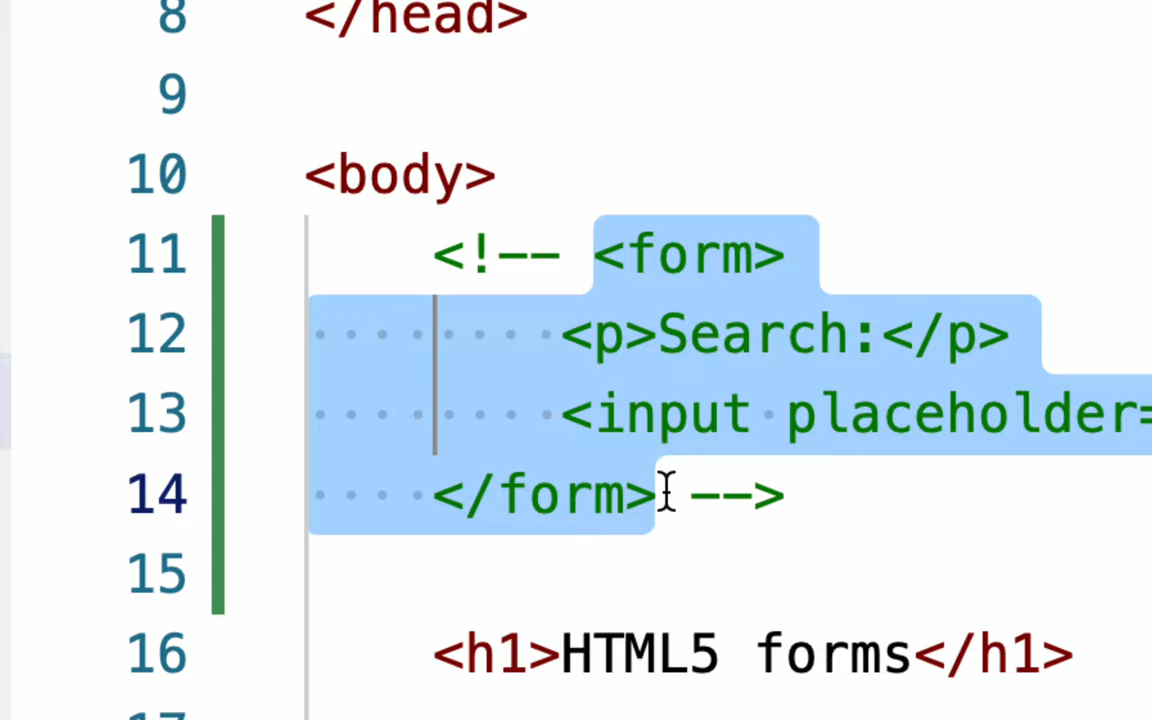 8 </head>
9
10 <body>
11 <!-- <form>
12 <p>Search:</p>
13 <input placeholder=
14 </form> -->
15
16 <h1>HTML5 forms</h1>
17